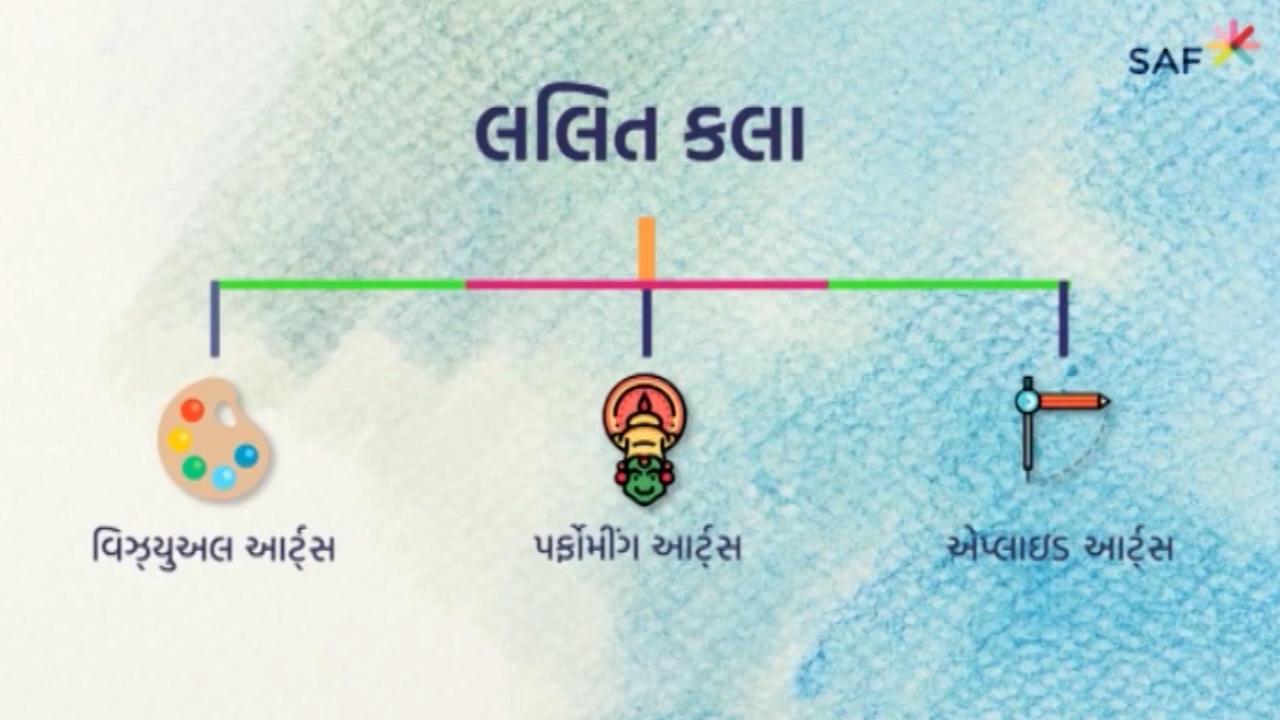 SAF
લલિત કલા
વિઝ્યુઅલ આર્ટ્સ
પર્ફોમીંગ આર્ટ્સ
એપ્લાઇડ આર્ટ્સ